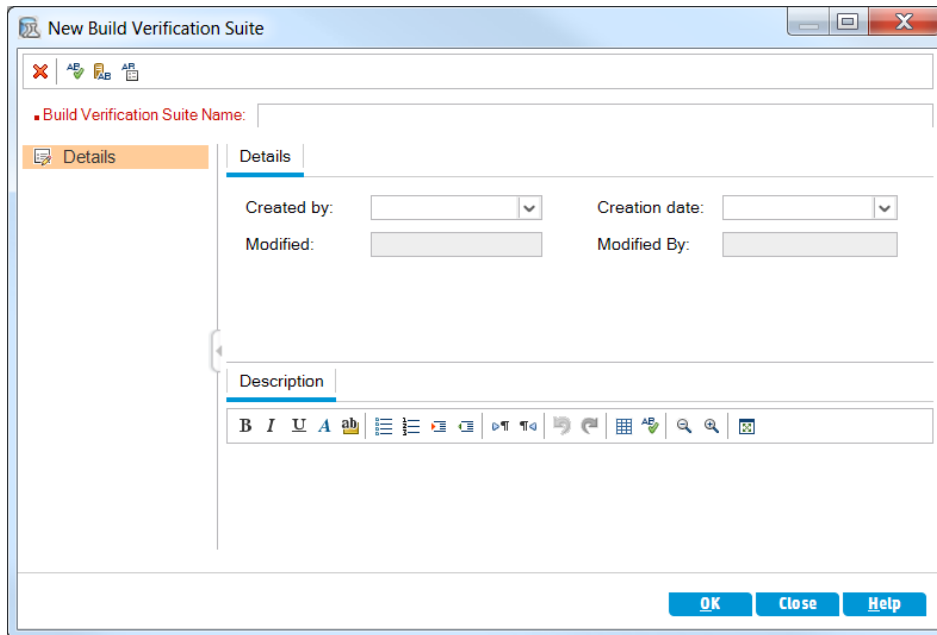 New Build Verification Suite
Build Verification Suite Name:
Details
Details
Created by:
Creation date:
Modified:
Modified By:
Description
B I U A ab
OK Close Help